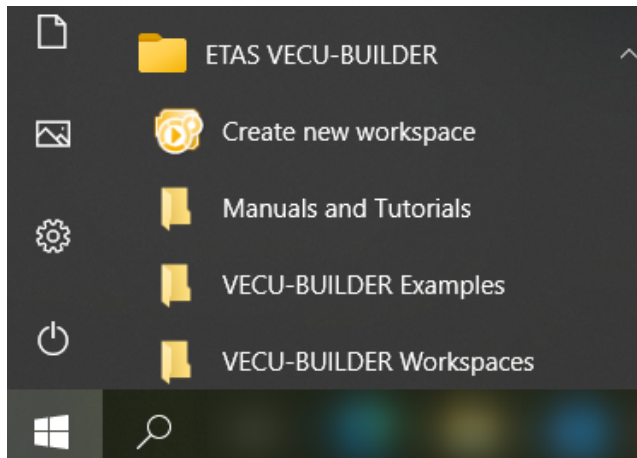 ETAS VECU-BUILDER
Create new workspace
Manuals and Tutorials
VECU-BUILDER Examples
VECU-BUILDER Workspaces